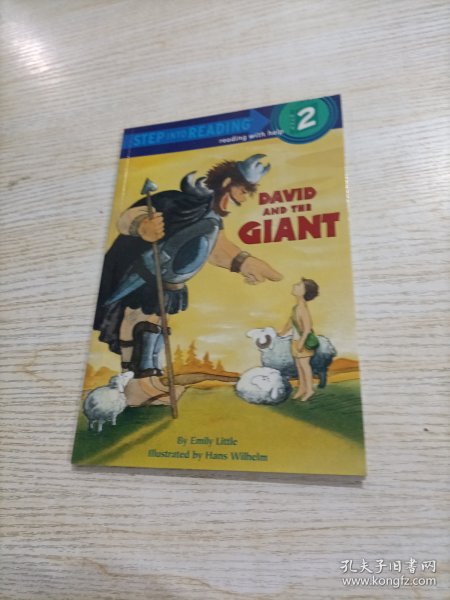 STEP INTO READING
STEP 2
reading with help
DAVID
AND THE
GIANT
By Emily Little
Illustrated by Hans Wilhelm
孔夫子旧书网
www.kongfz.com